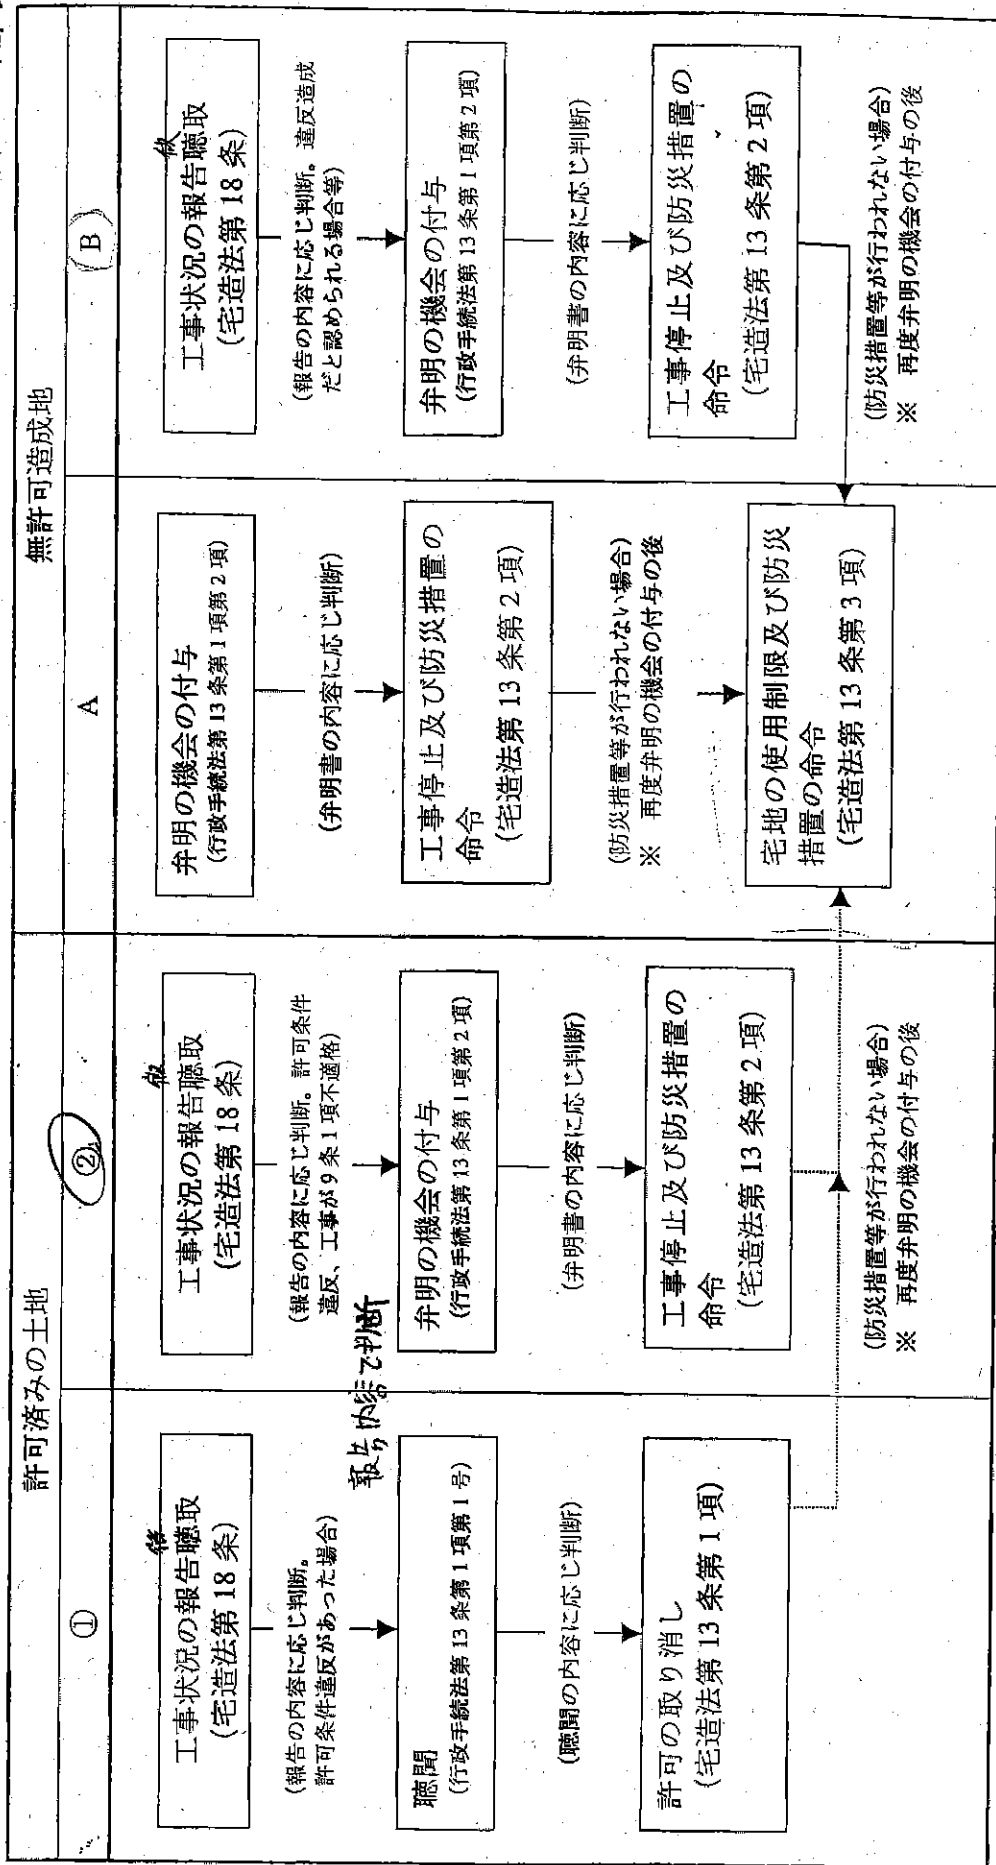 許可済みの土地
無許可造成地
①
②
A
B
工事状況の報告聴取
(宅造法第18条)
(報告の内容に応じ判断。
許可条件違反があった場合)
聴聞
(行政手続法第13条第1項第1号)
(聴聞の内容に応じ判断)
許可の取り消し
(宅造法第13条第1項)
報告内容で判断
工事状況の報告聴取
(宅造法第18条)
(報告の内容に応じ判断。許可条件
違反、工事が9条1項不適格)
弁明の機会の付与
(行政手続法第13条第1項第2項)
(弁明書の内容に応じ判断)
工事停止及び防災措置の
命令
(宅造法第13条第2項)
(防災措置等が行われない場合)
※ 再度弁明の機会の付与の後
弁明の機会の付与
(行政手続法第13条第1項第2項)
(弁明書の内容に応じ判断)
工事停止及び防災措置の
命令
(宅造法第13条第2項)
(防災措置等が行われない場合)
※ 再度弁明の機会の付与の後
宅地の使用制限及び防災
措置の命令
(宅造法第13条第3項)
工事状況の報告聴取
(宅造法第18条)
(報告の内容に応じ判断。違反造成
だと認められる場合等)
弁明の機会の付与
(行政手続法第13条第1項第2項)
(弁明書の内容に応じ判断)
工事停止及び防災措置の
命令
(宅造法第13条第2項)
(防災措置等が行われない場合)
※ 再度弁明の機会の付与の後